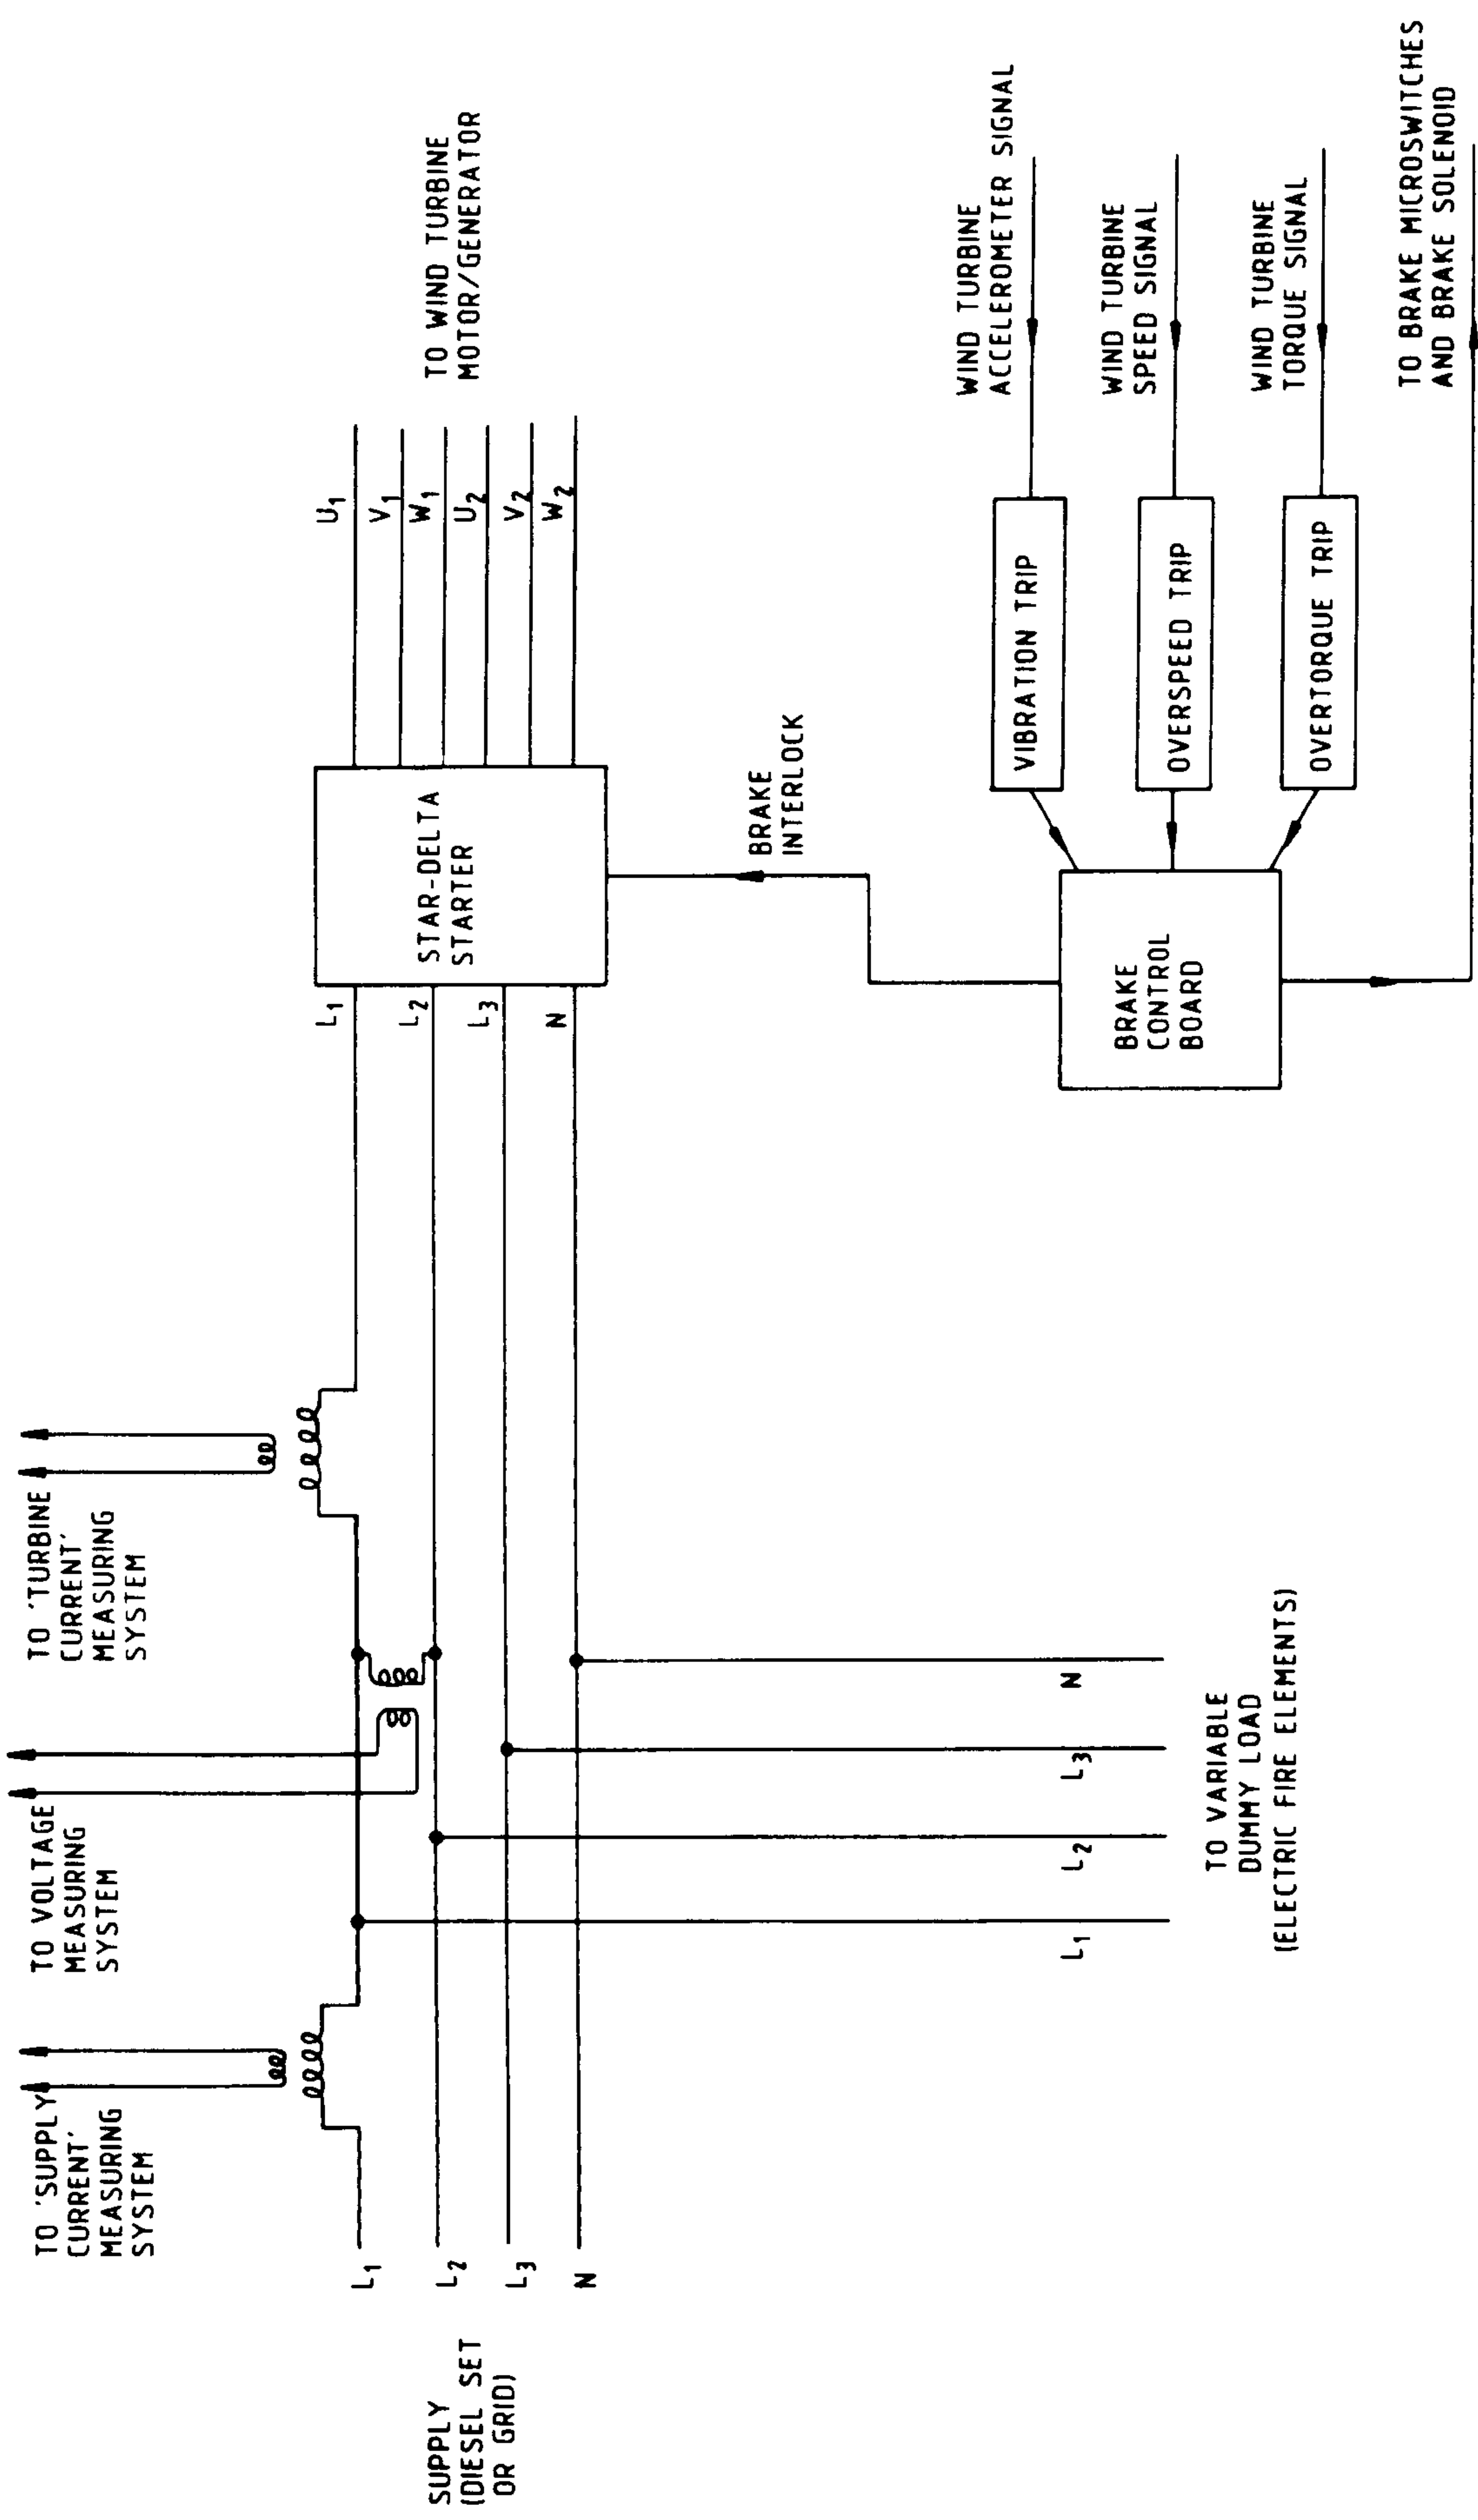 TO 'SUPPLY
CURRENT'
MEASURING
SYSTEM
TO VOLTAGE
MEASURING
SYSTEM
TO 'TURBINE
CURRENT'
MEASURING
SYSTEM
SUPPLY
(DIESEL SET
OR GRID)
L1
L2
L3
N
L1
L2
L3
N
STAR-DELTA
STARTER
U1
V1
W1
U2
V2
W2
TO WIND TURBINE
MOTOR/GENERATOR
BRAKE
INTERLOCK
L1
L2
L3
N
TO VARIABLE
DUMMY LOAD
(ELECTRIC FIRE ELEMENTS)
BRAKE
CONTROL
BOARD
VIBRATION TRIP
OVERSPEED TRIP
OVERTORQUE TRIP
WIND TURBINE
ACCELEROMETER SIGNAL
WIND TURBINE
SPEED SIGNAL
WIND TURBINE
TORQUE SIGNAL
TO BRAKE MICROSWITCHES
AND BRAKE SOLENOID